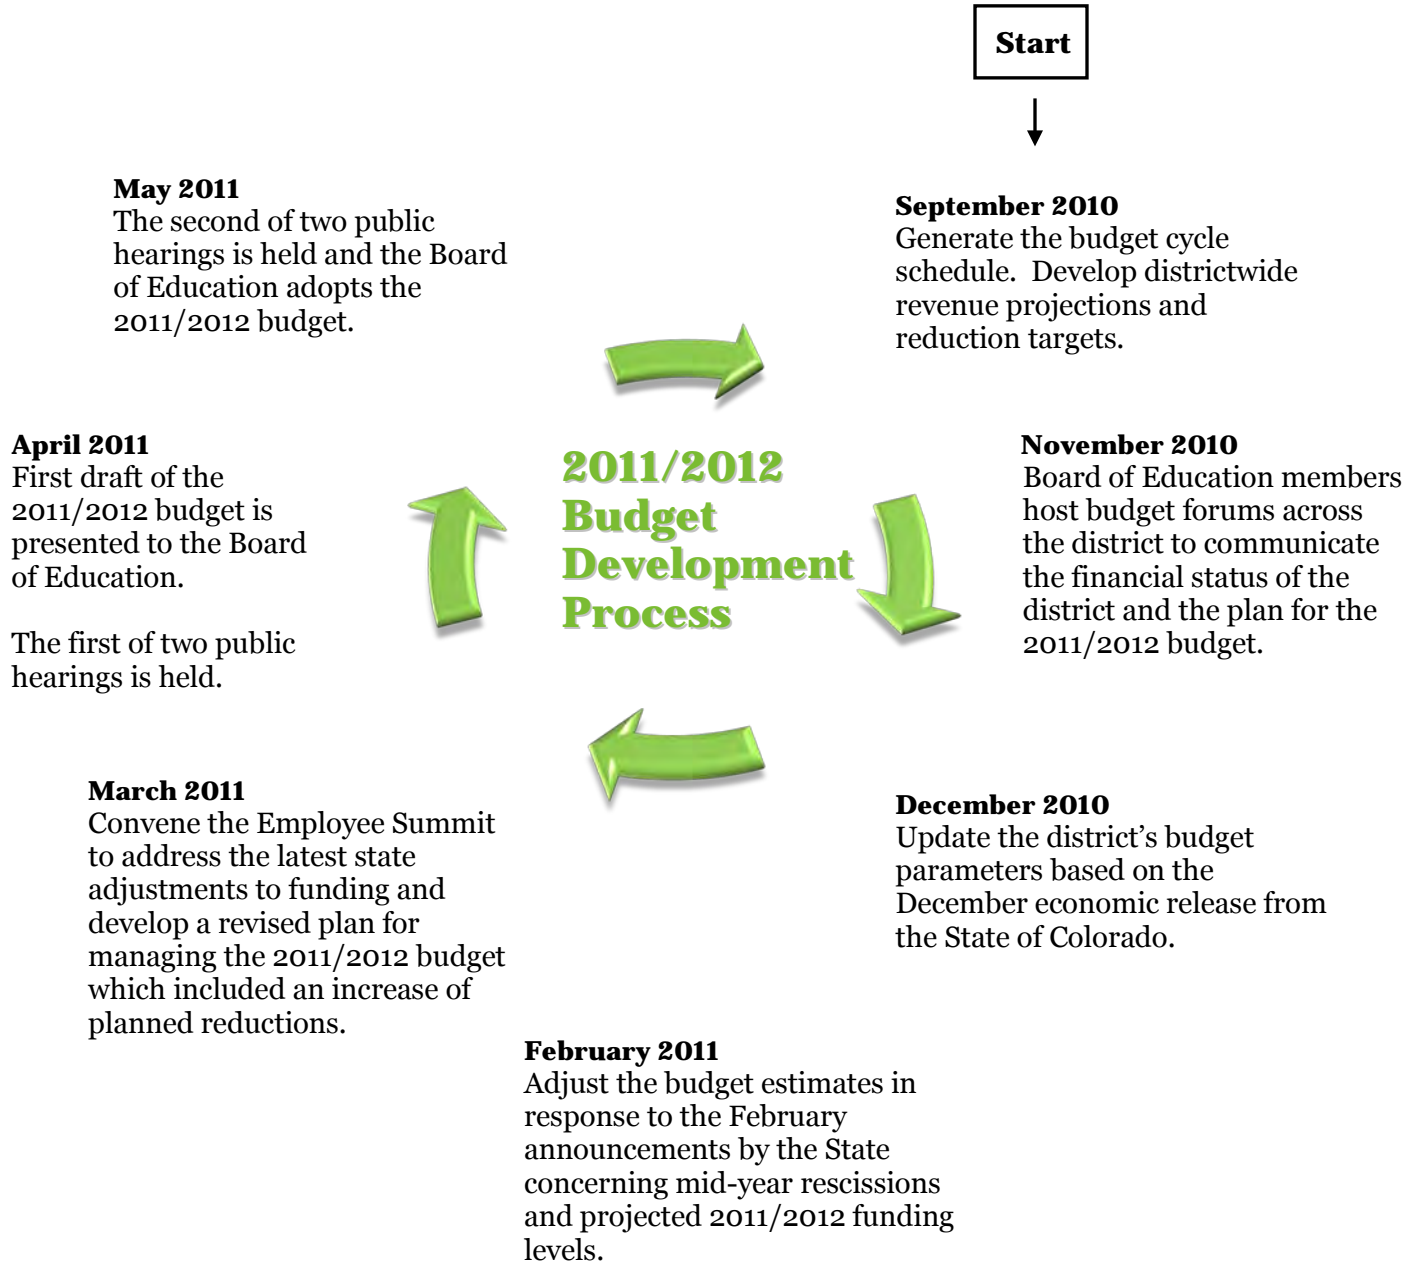 Start
September 2010
Generate the budget cycle
schedule.  Develop districtwide
revenue projections and
reduction targets.
November 2010
Board of Education members
host budget forums across
the district to communicate
the financial status of the
district and the plan for the
2011/2012 budget.
December 2010
Update the district’s budget
parameters based on the
December economic release from
the State of Colorado.
February 2011
Adjust the budget estimates in
response to the February
announcements by the State
concerning mid-year rescissions
and projected 2011/2012 funding
levels.
March 2011
Convene the Employee Summit
to address the latest state
adjustments to funding and
develop a revised plan for
managing the 2011/2012 budget
which included an increase of
planned reductions.
April 2011
First draft of the
2011/2012 budget is
presented to the Board
of Education.
The first of two public
hearings is held.
May 2011
The second of two public
hearings is held and the Board
of Education adopts the
2011/2012 budget.
2011/2012
Budget
Development
Process